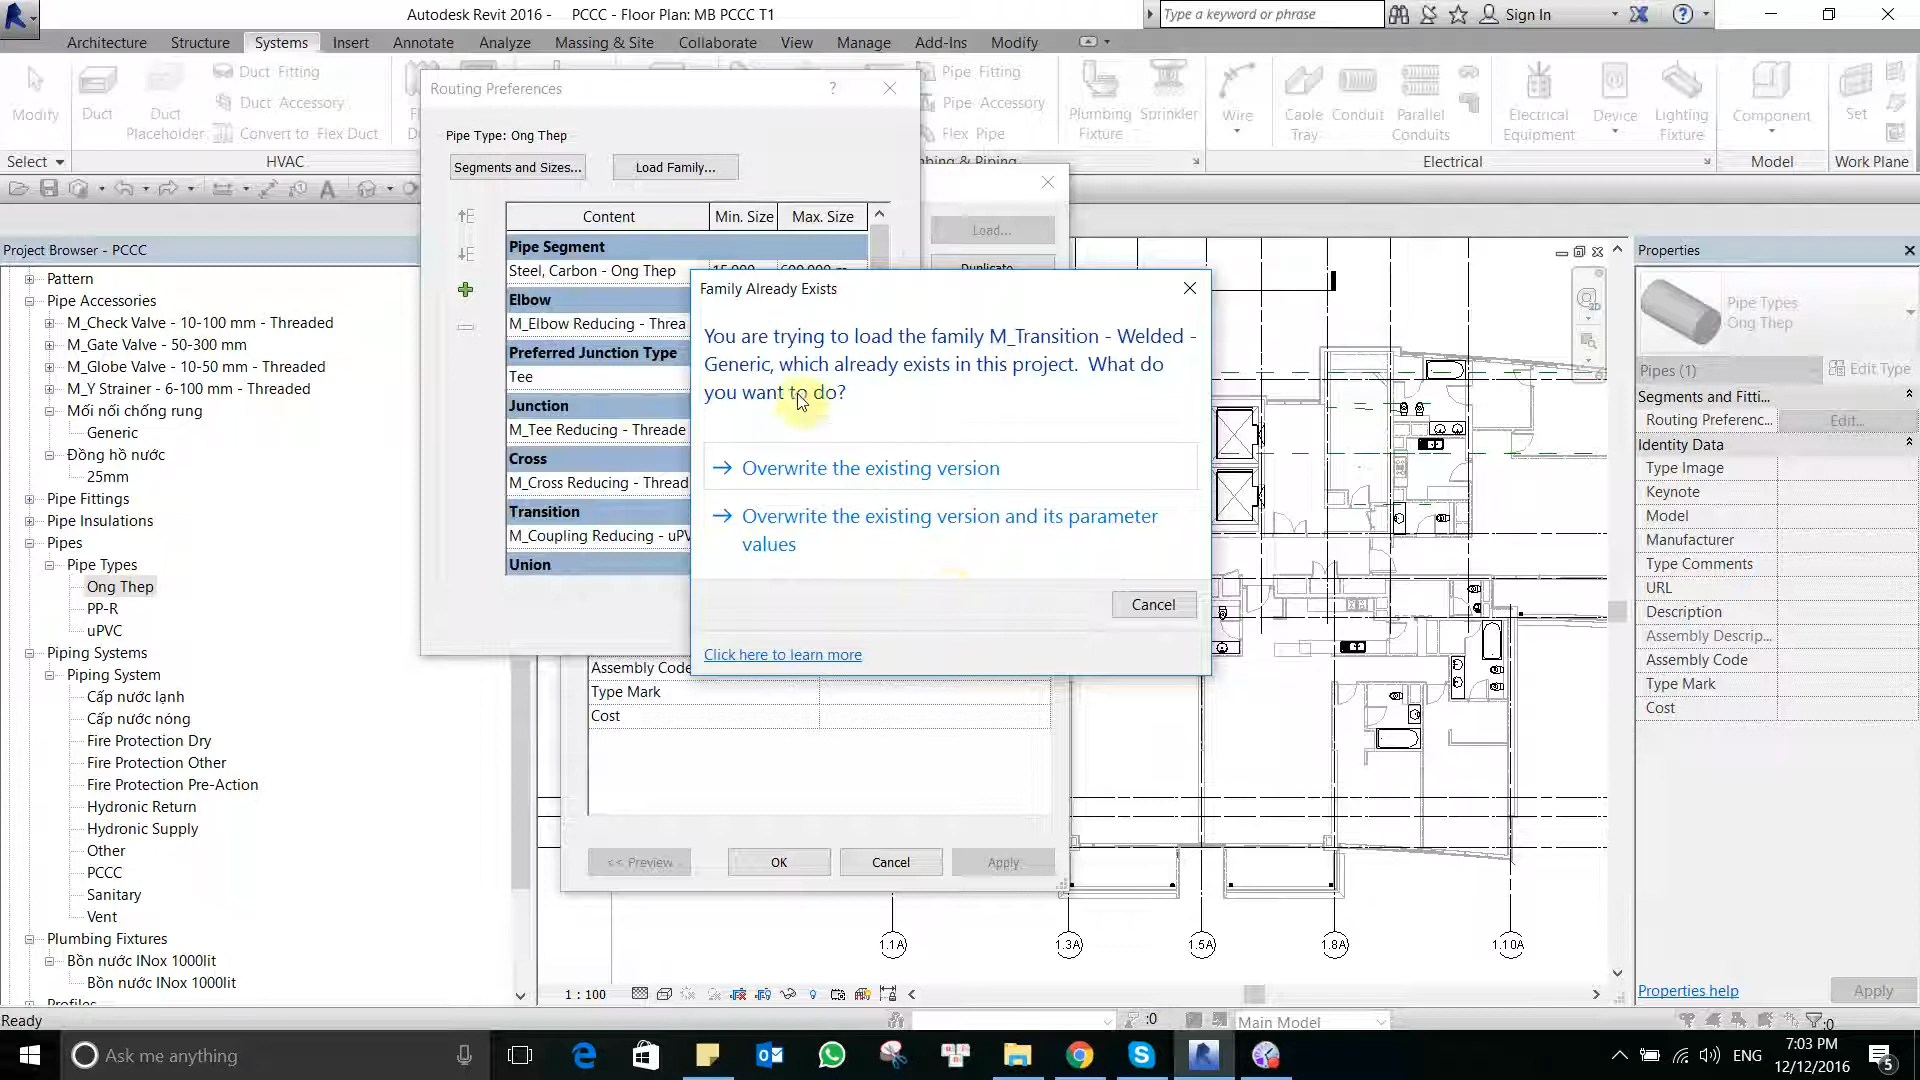 Autodesk Revit 2016 - PCCC - Floor Plan: MB PCCC T1
Type a keyword or phrase
Sign In
Architecture Structure Systems Insert Annotate Analyze Massing & Site Collaborate View Manage Add-Ins Modify
Modify
Duct
Duct
Placeholder
Duct Fitting
Duct Accessory
Convert to Flex Duct
Pipe Fitting
Pipe Accessory
Flex Pipe
Plumbing
Fixture
Sprinkler
Wire
Cable
Tray
Conduit
Parallel
Conduits
Electrical
Equipment
Device
Lighting
Fixture
Component
Set
Select
HVAC
Electrical
Model
Work Plane
Project Browser - PCCC
Pattern
Pipe Accessories
M_Check Valve - 10-100 mm - Threaded
M_Gate Valve - 50-300 mm
M_Globe Valve - 10-50 mm - Threaded
M_Y Strainer - 6-100 mm - Threaded
Mối nối chống rung
Generic
Đồng hồ nước
25mm
Pipe Fittings
Pipe Insulations
Pipes
Pipe Types
Ong Thep
PP-R
uPVC
Piping Systems
Piping System
Cấp nước lạnh
Cấp nước nóng
Fire Protection Dry
Fire Protection Other
Fire Protection Pre-Action
Hydronic Return
Hydronic Supply
Other
PCCC
Sanitary
Vent
Plumbing Fixtures
Bồn nước INox 1000lit
Bồn nước INox 1000lit
Routing Preferences
?
Pipe Type: Ong Thep
Segments and Sizes...
Load Family...
Content Min. Size Max. Size
Pipe Segment
Steel, Carbon - Ong Thep
Elbow
M_Elbow Reducing - Threa
Preferred Junction Type
Tee
Junction
M_Tee Reducing - Threade
Cross
M_Cross Reducing - Thread
Transition
M_Coupling Reducing - uPV
Union
Load...
Duplicate
Family Already Exists
You are trying to load the family M_Transition - Welded -
Generic, which already exists in this project. What do
you want to do?
Overwrite the existing version
Overwrite the existing version and its parameter
values
Cancel
Click here to learn more
Assembly Code
Type Mark
Cost
<< Preview
OK
Cancel
Apply
1.1A
1.3A
1.5A
1.8A
1.10A
Properties
Pipe Types
Ong Thep
Pipes (1)
Edit Type
Segments and Fitti...
Routing Preferenc...
Edit...
Identity Data
Type Image
Keynote
Model
Manufacturer
Type Comments
URL
Description
Assembly Descrip...
Assembly Code
Type Mark
Cost
Properties help
Apply
1 : 100
Ready
:0
Main Model
:0
Ask me anything
ENG
7:03 PM
12/12/2016
5